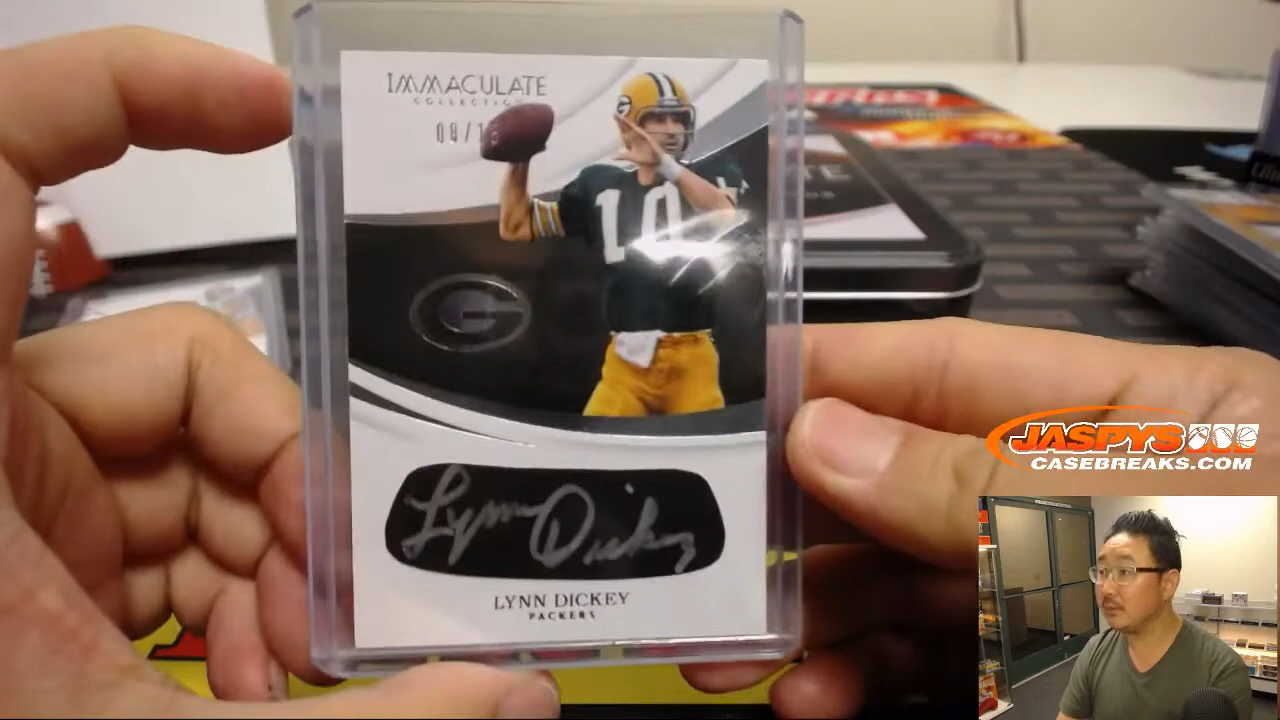 IMMACULATE
COLLECTION
10
G
Lynn Dickey
LYNN DICKEY
PACKERS
JASPYS
CASEBREAKS.COM